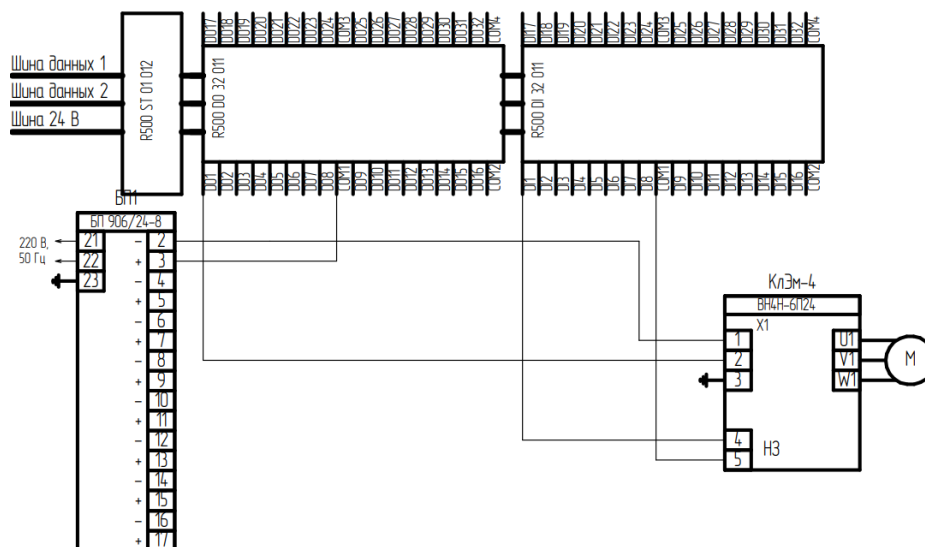 DO17 DO18 DO19 DO20 DO21 DO22 DO23 DO24 COM3 DO25 DO26 DO27 DO28 DO29 DO30 DO31 DO32 COM4
DI17 DI18 DI19 DI20 DI21 DI22 DI23 DI24 COM3 DI25 DI26 DI27 DI28 DI29 DI30 DI31 DI32 COM4
Шина данных 1
Шина данных 2
Шина 24 В
R500 ST 01 012
R500 DO 32 011
R500 DI 32 011
DO1 DO2 DO3 DO4 DO5 DO6 DO7 DO8 COM1 DO9 DO10 DO11 DO12 DO13 DO14 DO15 DO16 COM2
DI1 DI2 DI3 DI4 DI5 DI6 DI7 DI8 COM1 DI9 DI10 DI11 DI12 DI13 DI14 DI15 DI16 COM2
БП1
БП 906/24-8
220 В,
50 Гц
21 - 2
22 + 3
23 - 4
+ 5
- 6
+ 7
- 8
+ 9
- 10
+ 11
- 12
+ 13
- 14
+ 15
- 16
+ 17
КлЭм-4
ВН4Н-6П24
X1
1 U1
2 V1
3 W1
M
4
НЗ
5